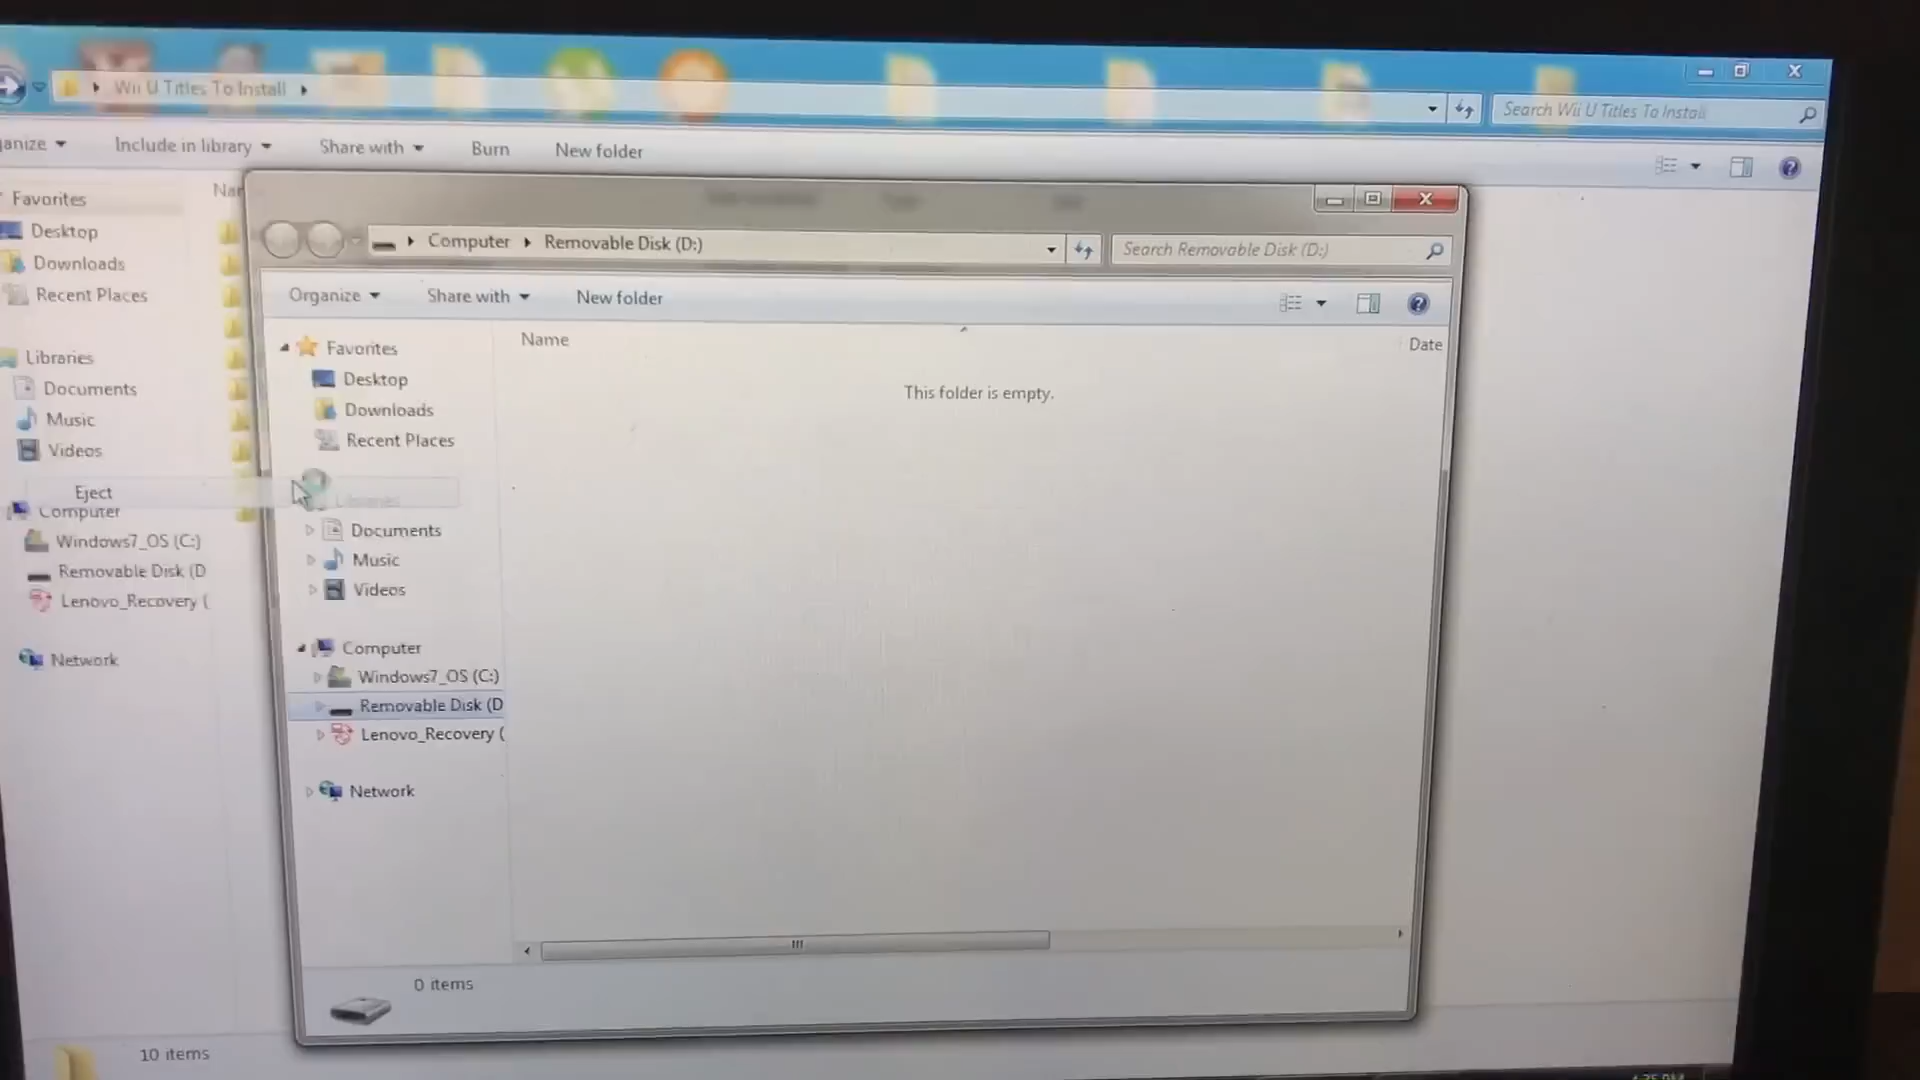 Wii U Titles To Install
Search Wii U Titles To Install
Include in library
Share with
Burn
New folder
Favorites
Desktop
Downloads
Recent Places
Libraries
Documents
Music
Videos
Eject
Computer
Windows7_OS (C:)
Removable Disk (D
Lenovo_Recovery (
Network
10 items
Computer
Removable Disk (D:)
Search Removable Disk (D:)
Organize
Share with
New folder
Name
Date
This folder is empty.
Favorites
Desktop
Downloads
Recent Places
Libraries
Documents
Music
Videos
Computer
Windows7_OS (C:)
Removable Disk (D
Lenovo_Recovery (
Network
0 items